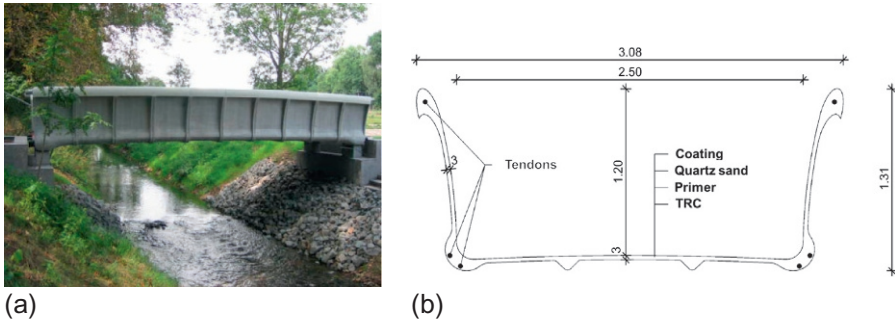 3.08
2.50
Tendons
3
1.20
Coating
Quartz sand
Primer
TRC
1.31
3
(a)
(b)